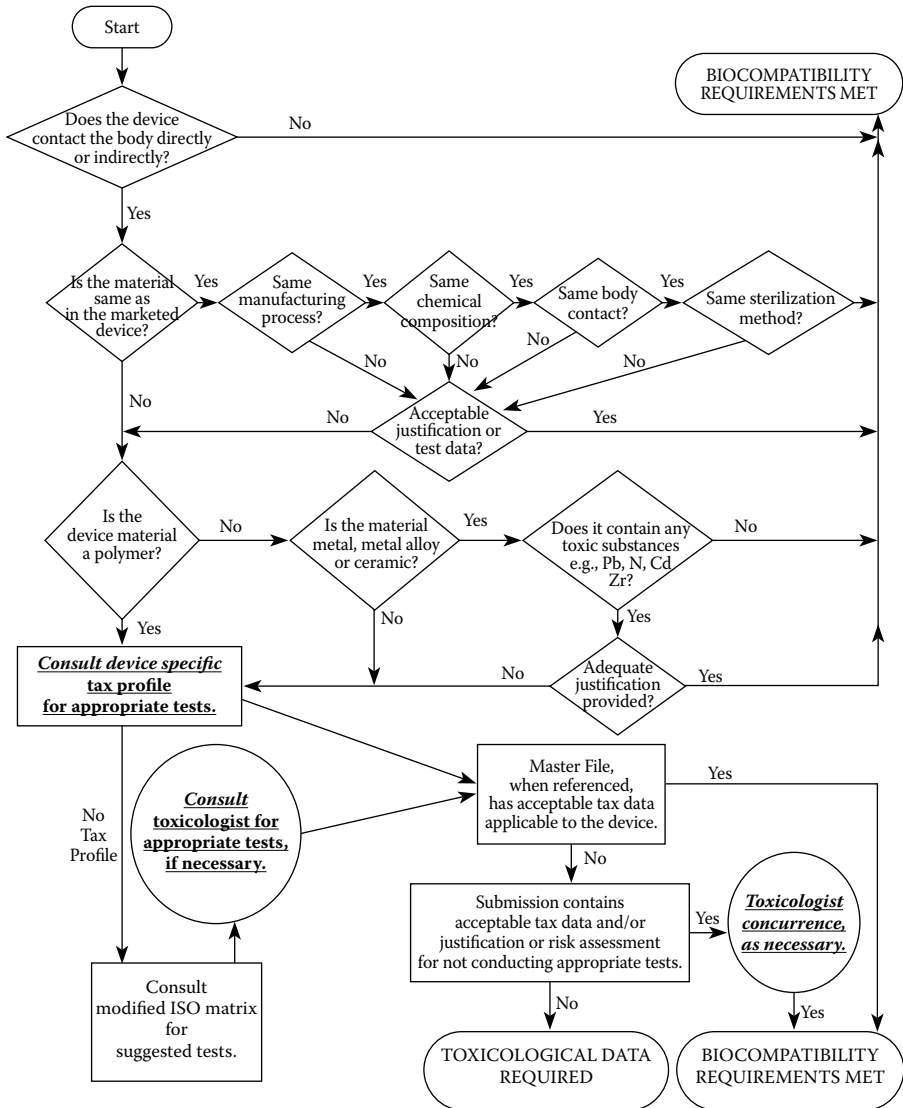 Start
BIOCOMPATIBILITY
REQUIREMENTS MET
Does the device
contact the body directly
or indirectly?
No
Yes
Is the material
same as
in the marketed
device?
Yes
Same
manufacturing
process?
Yes
Same
chemical
composition?
Yes
Same body
contact?
Yes
Same sterilization
method?
No
No
No
No
No
No
Acceptable
justification or
test data?
Yes
Is the
device material
a polymer?
No
Is the material
metal, metal alloy
or ceramic?
Yes
Does it contain any
toxic substances
e.g., Pb, N, Cd
Zr?
No
Yes
No
Yes
Consult device specific
tax profile
for appropriate tests.
No
Adequate
justification
provided?
Yes
No
Tax
Profile
Consult
toxicologist for
appropriate tests,
if necessary.
Master File,
when referenced,
has acceptable tax data
applicable to the device.
Yes
No
Submission contains
acceptable tax data and/or
justification or risk assessment
for not conducting appropriate tests.
Yes
Toxicologist
concurrence,
as necessary.
Consult
modified ISO matrix
for
suggested tests.
No
Yes
TOXICOLOGICAL DATA
REQUIRED
BIOCOMPATIBILITY
REQUIREMENTS MET